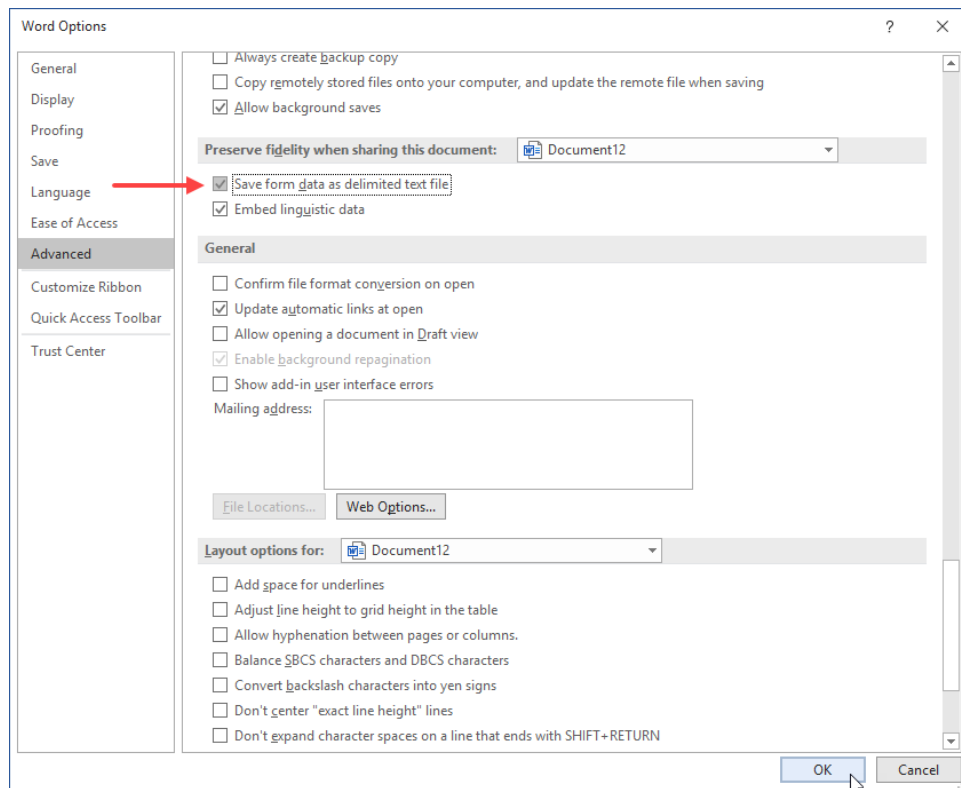 Word Options
?
General
Display
Proofing
Save
Language
Ease of Access
Advanced
Customize Ribbon
Quick Access Toolbar
Trust Center
Always create backup copy
Copy remotely stored files onto your computer, and update the remote file when saving
Allow background saves
Preserve fidelity when sharing this document: Document12
Save form data as delimited text file
Embed linguistic data
General
Confirm file format conversion on open
Update automatic links at open
Allow opening a document in Draft view
Enable background repagination
Show add-in user interface errors
Mailing address:
File Locations... Web Options...
Layout options for: Document12
Add space for underlines
Adjust line height to grid height in the table
Allow hyphenation between pages or columns.
Balance SBCS characters and DBCS characters
Convert backslash characters into yen signs
Don't center "exact line height" lines
Don't expand character spaces on a line that ends with SHIFT+RETURN
OK Cancel